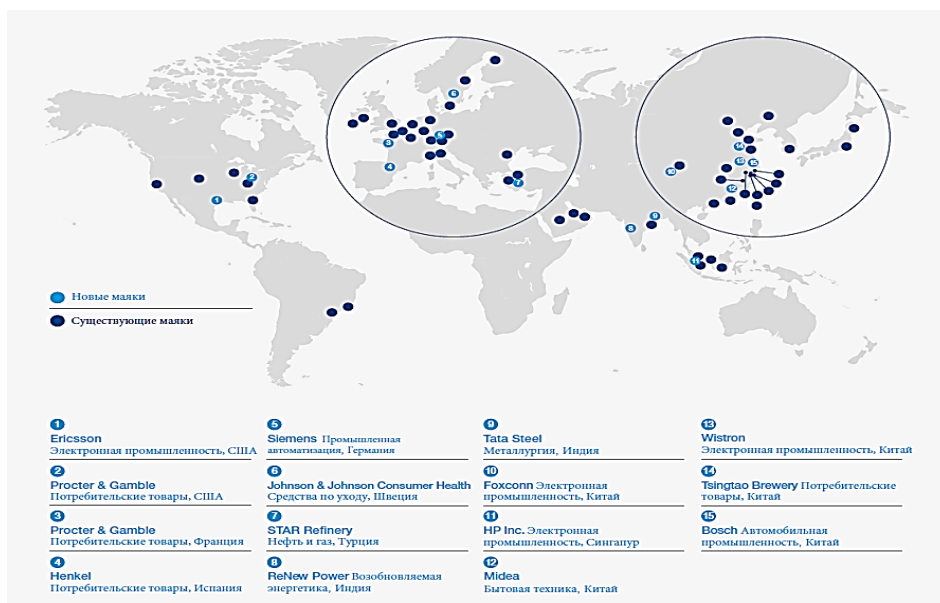 Новые маяки
Существующие маяки
1
Ericsson
Электронная промышленность, США
2
Procter & Gamble
Потребительские товары, США
3
Procter & Gamble
Потребительские товары, Франция
4
Henkel
Потребительские товары, Испания
5
Siemens Промышленная
автоматизация, Германия
6
Johnson & Johnson Consumer Health
Средства по уходу, Швеция
7
STAR Refinery
Нефть и газ, Турция
8
ReNew Power Возобновляемая
энергетика, Индия
9
Tata Steel
Металлургия, Индия
10
Foxconn Электронная
промышленность, Китай
11
HP Inc. Электронная
промышленность, Сингапур
12
Midea
Бытовая техника, Китай
13
Wistron
Электронная промышленность, Китай
14
Tsingtao Brewery Потребительские
товары, Китай
15
Bosch Автомобильная
промышленность, Китай